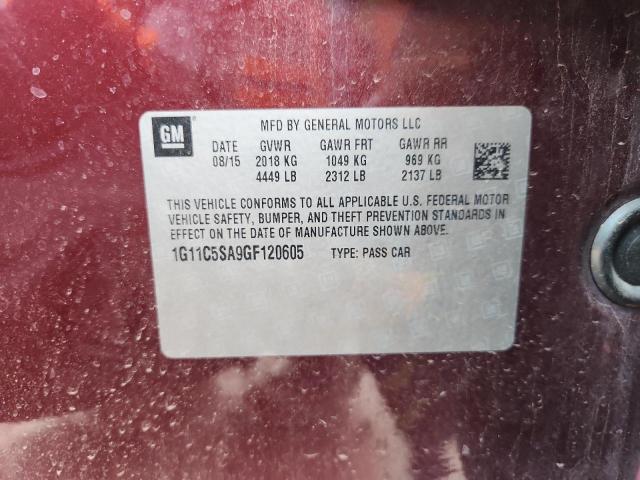 GM
MFD BY GENERAL MOTORS LLC
DATE GVWR GAWR FRT GAWR RR
08/15 2018 KG 1049 KG 969 KG
4449 LB 2312 LB 2137 LB
THIS VEHICLE CONFORMS TO ALL APPLICABLE U.S. FEDERAL MOTOR
VEHICLE SAFETY, BUMPER, AND THEFT PREVENTION STANDARDS IN
EFFECT ON THE DATE OF MANUFACTURE SHOWN ABOVE.
1G11C5SA9GF120605 TYPE: PASS CAR